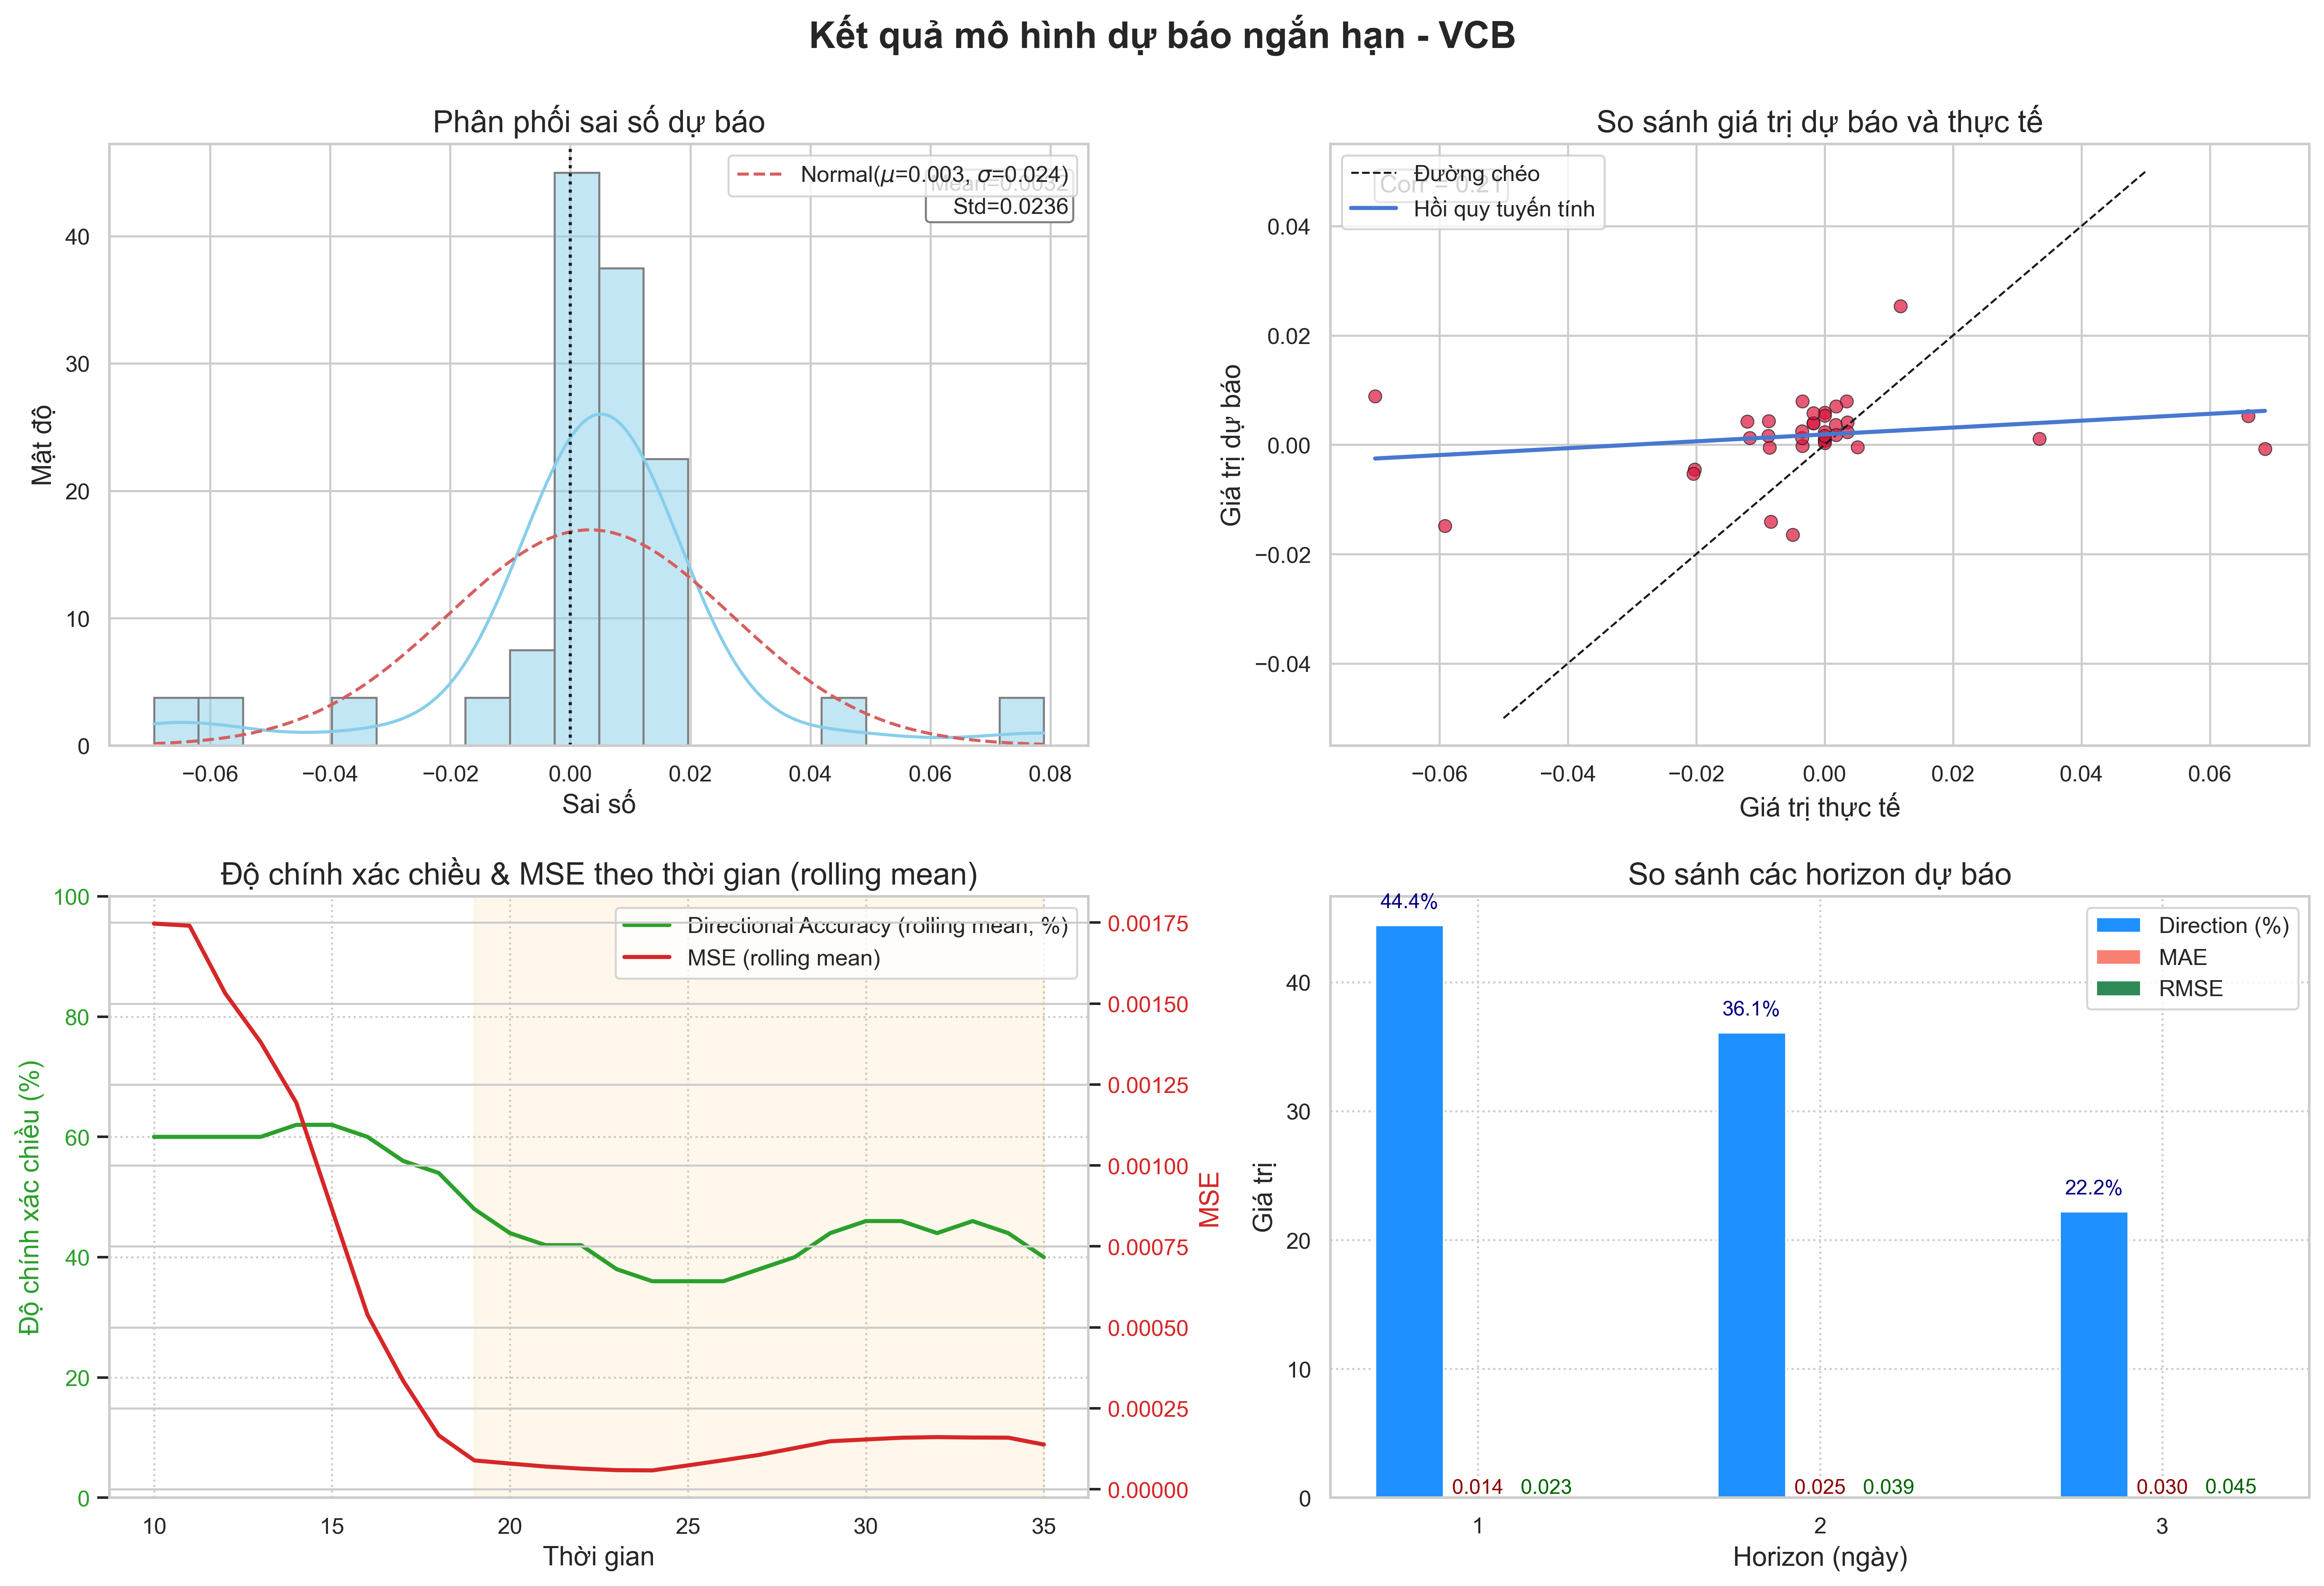 Kết quả mô hình dự báo ngắn hạn - VCB
Phân phối sai số dự báo
Normal(μ=0.003, σ=0.024)
Mean=0.0032
Std=0.0236
Mật độ
40
30
20
10
0
−0.06 −0.04 −0.02 0.00 0.02 0.04 0.06 0.08
Sai số
So sánh giá trị dự báo và thực tế
Đường chéo
Corr = 0.21
Hồi quy tuyến tính
Giá trị dự báo
0.04
0.02
0.00
−0.02
−0.04
−0.06 −0.04 −0.02 0.00 0.02 0.04 0.06
Giá trị thực tế
Độ chính xác chiều & MSE theo thời gian (rolling mean)
Directional Accuracy (rolling mean, %)
MSE (rolling mean)
Độ chính xác chiều (%)
100
80
60
40
20
0
0.00175
0.00150
0.00125
0.00100
0.00075
0.00050
0.00025
0.00000
MSE
10 15 20 25 30 35
Thời gian
So sánh các horizon dự báo
Direction (%)
MAE
RMSE
Giá trị
40
30
20
10
0
44.4%
36.1%
22.2%
0.014 0.023 0.025 0.039 0.030 0.045
1 2 3
Horizon (ngày)